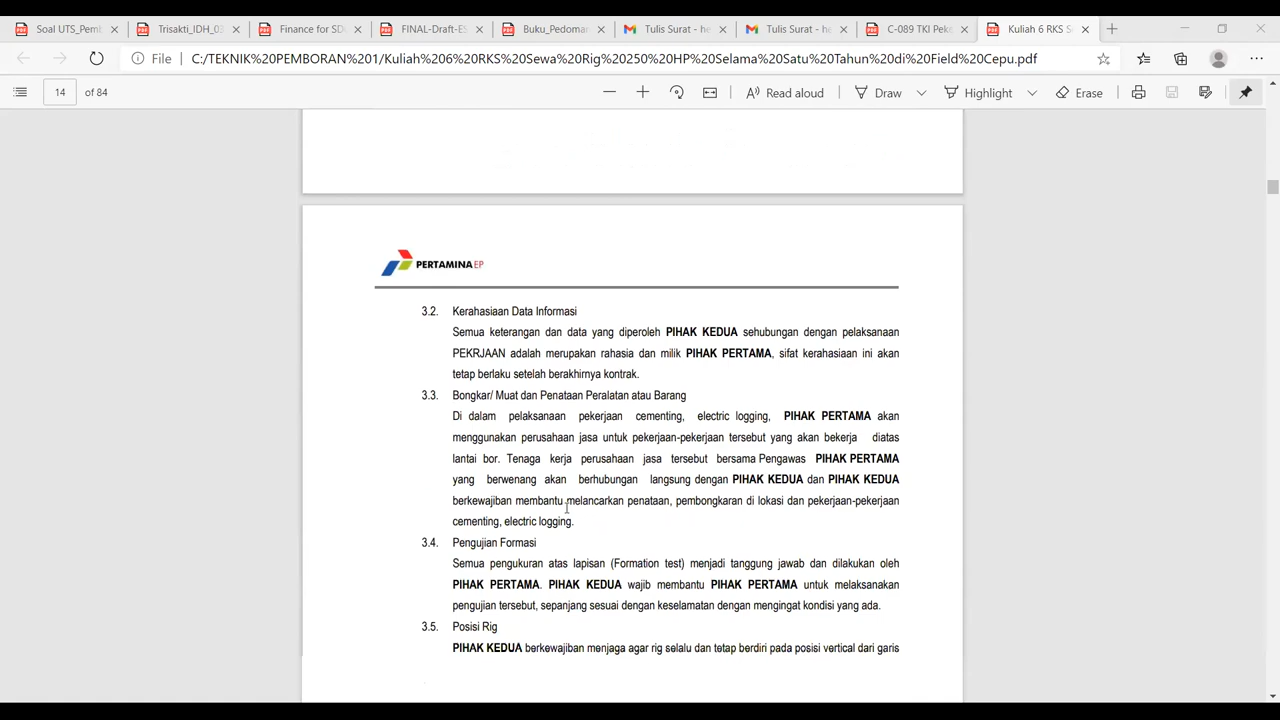 Soal UTS_Pemb
Trisakti_IDH_03
Finance for SD
FINAL-Draft-ES
Buku_Pedoman
Tulis Surat - he
Tulis Surat - he
C-089 TKI Peke
Kuliah 6 RKS S
File
C:/TEKNIK%20PEMBORAN%201/Kuliah%206%20RKS%20Sewa%20Rig%20250%20HP%20Selama%20Satu%20Tahun%20di%20Field%20Cepu.pdf
14 of 84
Read aloud
Draw
Highlight
Erase
PERTAMINA EP
3.2. Kerahasiaan Data Informasi
Semua keterangan dan data yang diperoleh PIHAK KEDUA sehubungan dengan pelaksanaan
PEKRJAAN adalah merupakan rahasia dan milik PIHAK PERTAMA, sifat kerahasiaan ini akan
tetap berlaku setelah berakhirnya kontrak.
3.3. Bongkar/ Muat dan Penataan Peralatan atau Barang
Di dalam pelaksanaan pekerjaan cementing, electric logging, PIHAK PERTAMA akan
menggunakan perusahaan jasa untuk pekerjaan-pekerjaan tersebut yang akan bekerja diatas
lantai bor. Tenaga kerja perusahaan jasa tersebut bersama Pengawas PIHAK PERTAMA
yang berwenang akan berhubungan langsung dengan PIHAK KEDUA dan PIHAK KEDUA
berkewajiban membantu melancarkan penataan, pembongkaran di lokasi dan pekerjaan-pekerjaan
cementing, electric logging.
3.4. Pengujian Formasi
Semua pengukuran atas lapisan (Formation test) menjadi tanggung jawab dan dilakukan oleh
PIHAK PERTAMA. PIHAK KEDUA wajib membantu PIHAK PERTAMA untuk melaksanakan
pengujian tersebut, sepanjang sesuai dengan keselamatan dengan mengingat kondisi yang ada.
3.5. Posisi Rig
PIHAK KEDUA berkewajiban menjaga agar rig selalu dan tetap berdiri pada posisi vertical dari garis